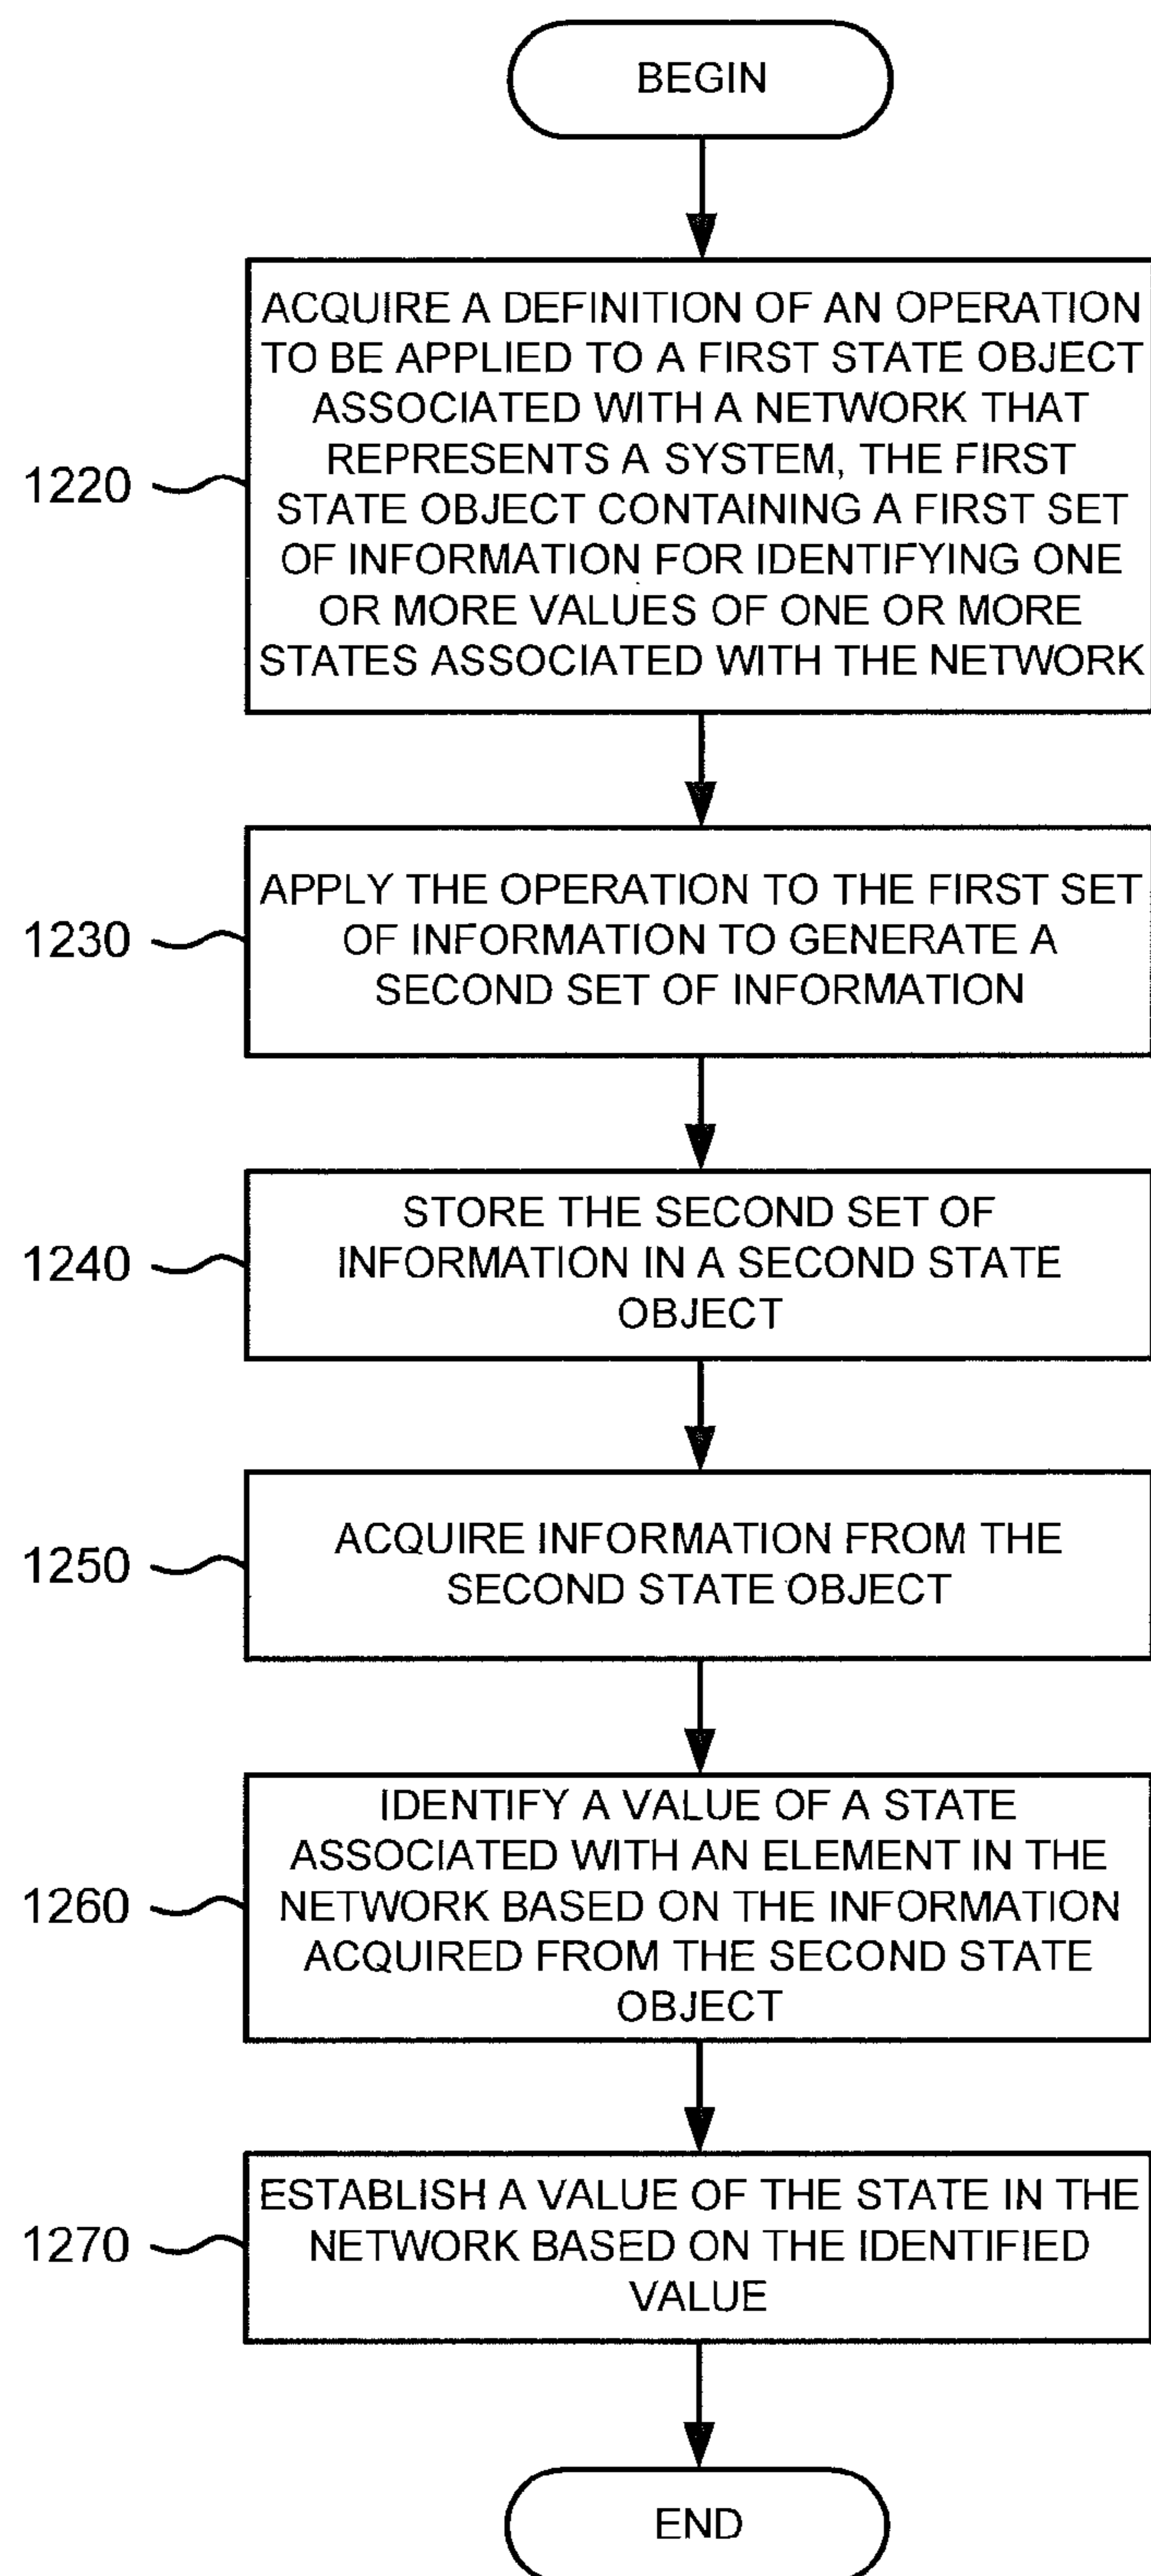 BEGIN
1220
ACQUIRE A DEFINITION OF AN OPERATION
TO BE APPLIED TO A FIRST STATE OBJECT
ASSOCIATED WITH A NETWORK THAT
REPRESENTS A SYSTEM, THE FIRST
STATE OBJECT CONTAINING A FIRST SET
OF INFORMATION FOR IDENTIFYING ONE
OR MORE VALUES OF ONE OR MORE
STATES ASSOCIATED WITH THE NETWORK
1230
APPLY THE OPERATION TO THE FIRST SET
OF INFORMATION TO GENERATE A
SECOND SET OF INFORMATION
1240
STORE THE SECOND SET OF
INFORMATION IN A SECOND STATE
OBJECT
1250
ACQUIRE INFORMATION FROM THE
SECOND STATE OBJECT
1260
IDENTIFY A VALUE OF A STATE
ASSOCIATED WITH AN ELEMENT IN THE
NETWORK BASED ON THE INFORMATION
ACQUIRED FROM THE SECOND STATE
OBJECT
1270
ESTABLISH A VALUE OF THE STATE IN THE
NETWORK BASED ON THE IDENTIFIED
VALUE
END